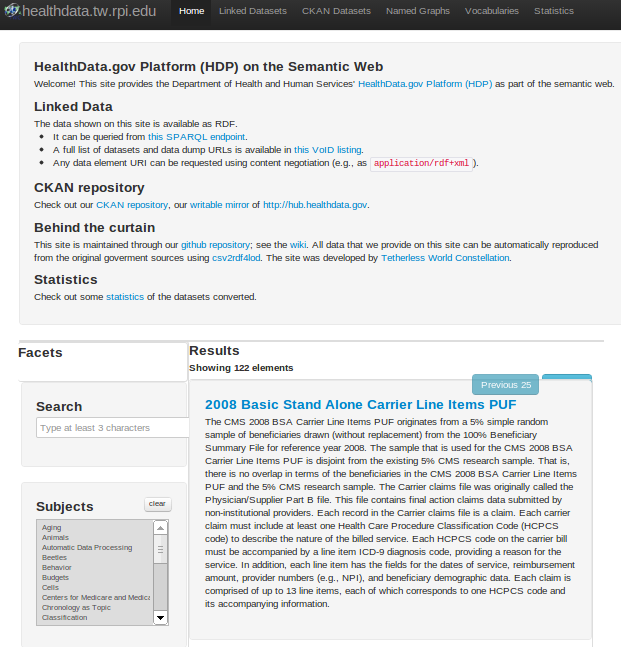 healthdata.tw.rpi.edu Home Linked Datasets CKAN Datasets Named Graphs Vocabularies Statistics
HealthData.gov Platform (HDP) on the Semantic Web
Welcome! This site provides the Department of Health and Human Services' HealthData.gov Platform (HDP) as part of the semantic web.
Linked Data
The data shown on this site is available as RDF.
• It can be queried from this SPARQL endpoint.
• A full list of datasets and data dump URLs is available in this VoID listing.
• Any data element URI can be requested using content negotiation (e.g., as application/rdf+xml).
CKAN repository
Check out our CKAN repository, our writable mirror of http://hub.healthdata.gov.
Behind the curtain
This site is maintained through our github repository; see the wiki. All data that we provide on this site can be automatically reproduced
from the original goverment sources using csv2rdf4lod. The site was developed by Tetherless World Constellation.
Statistics
Check out some statistics of the datasets converted.
Facets
Search
Type at least 3 characters
Subjects clear
Aging
Animals
Automatic Data Processing
Beetles
Behavior
Budgets
Cells
Centers for Medicare and Medica
Chronology as Topic
Classification
Results
Showing 122 elements
Previous 25
2008 Basic Stand Alone Carrier Line Items PUF
The CMS 2008 BSA Carrier Line Items PUF originates from a 5% simple random
sample of beneficiaries drawn (without replacement) from the 100% Beneficiary
Summary File for reference year 2008. The sample that is used for the CMS 2008 BSA
Carrier Line Items PUF is disjoint from the existing 5% CMS research sample. That is,
there is no overlap in terms of the beneficiaries in the CMS 2008 BSA Carrier Line Items
PUF and the 5% CMS research sample. The Carrier claims file was originally called the
Physician/Supplier Part B file. This file contains final action claims data submitted by
non-institutional providers. Each record in the Carrier claims file is a claim. Each carrier
claim must include at least one Health Care Procedure Classification Code (HCPCS
code) to describe the nature of the billed service. Each HCPCS code on the carrier bill
must be accompanied by a line item ICD-9 diagnosis code, providing a reason for the
service. In addition, each line item has the fields for the dates of service, reimbursement
amount, provider numbers (e.g., NPI), and beneficiary demographic data. Each claim is
comprised of up to 13 line items, each of which corresponds to one HCPCS code and
its accompanying information.